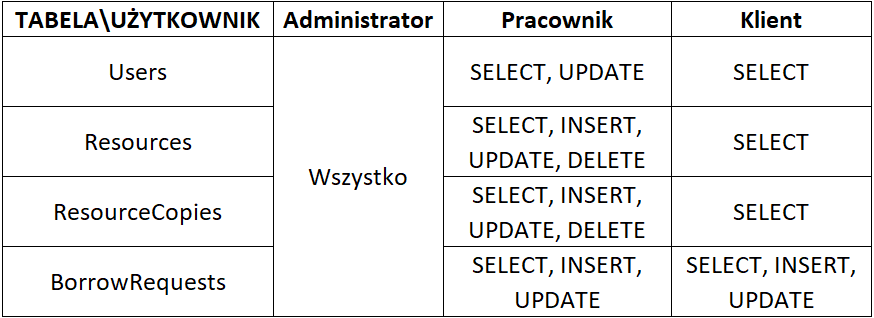 TABELA\UŻYTKOWNIK Administrator Pracownik Klient
Users Wszystko SELECT, UPDATE SELECT
Resources SELECT, INSERT,
UPDATE, DELETE SELECT
ResourceCopies SELECT, INSERT,
UPDATE, DELETE SELECT
BorrowRequests SELECT, INSERT,
UPDATE SELECT, INSERT,
UPDATE